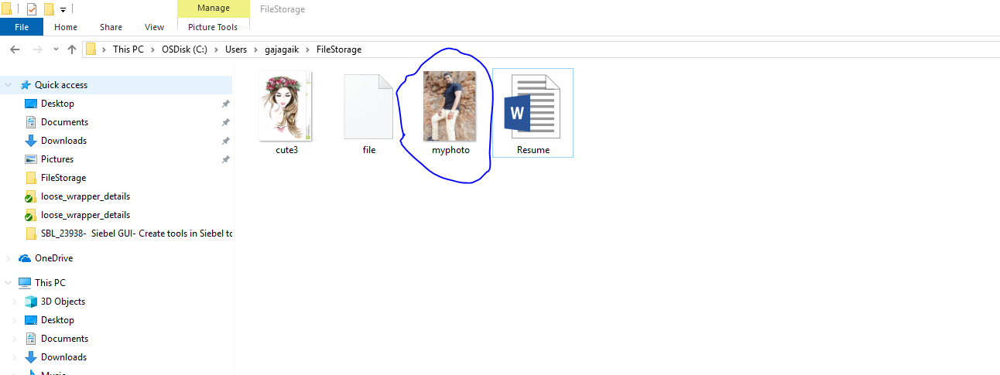 Manage
FileStorage
File
Home
Share
View
Picture Tools
This PC
OSDisk (C:)
Users
gajagaik
FileStorage
Quick access
Desktop
Documents
Downloads
Pictures
FileStorage
loose_wrapper_details
loose_wrapper_details
SBL_23938- Siebel GUI- Create tools in Siebel to
OneDrive
This PC
3D Objects
Desktop
Documents
Downloads
Music
cute3
file
myphoto
W
Resume